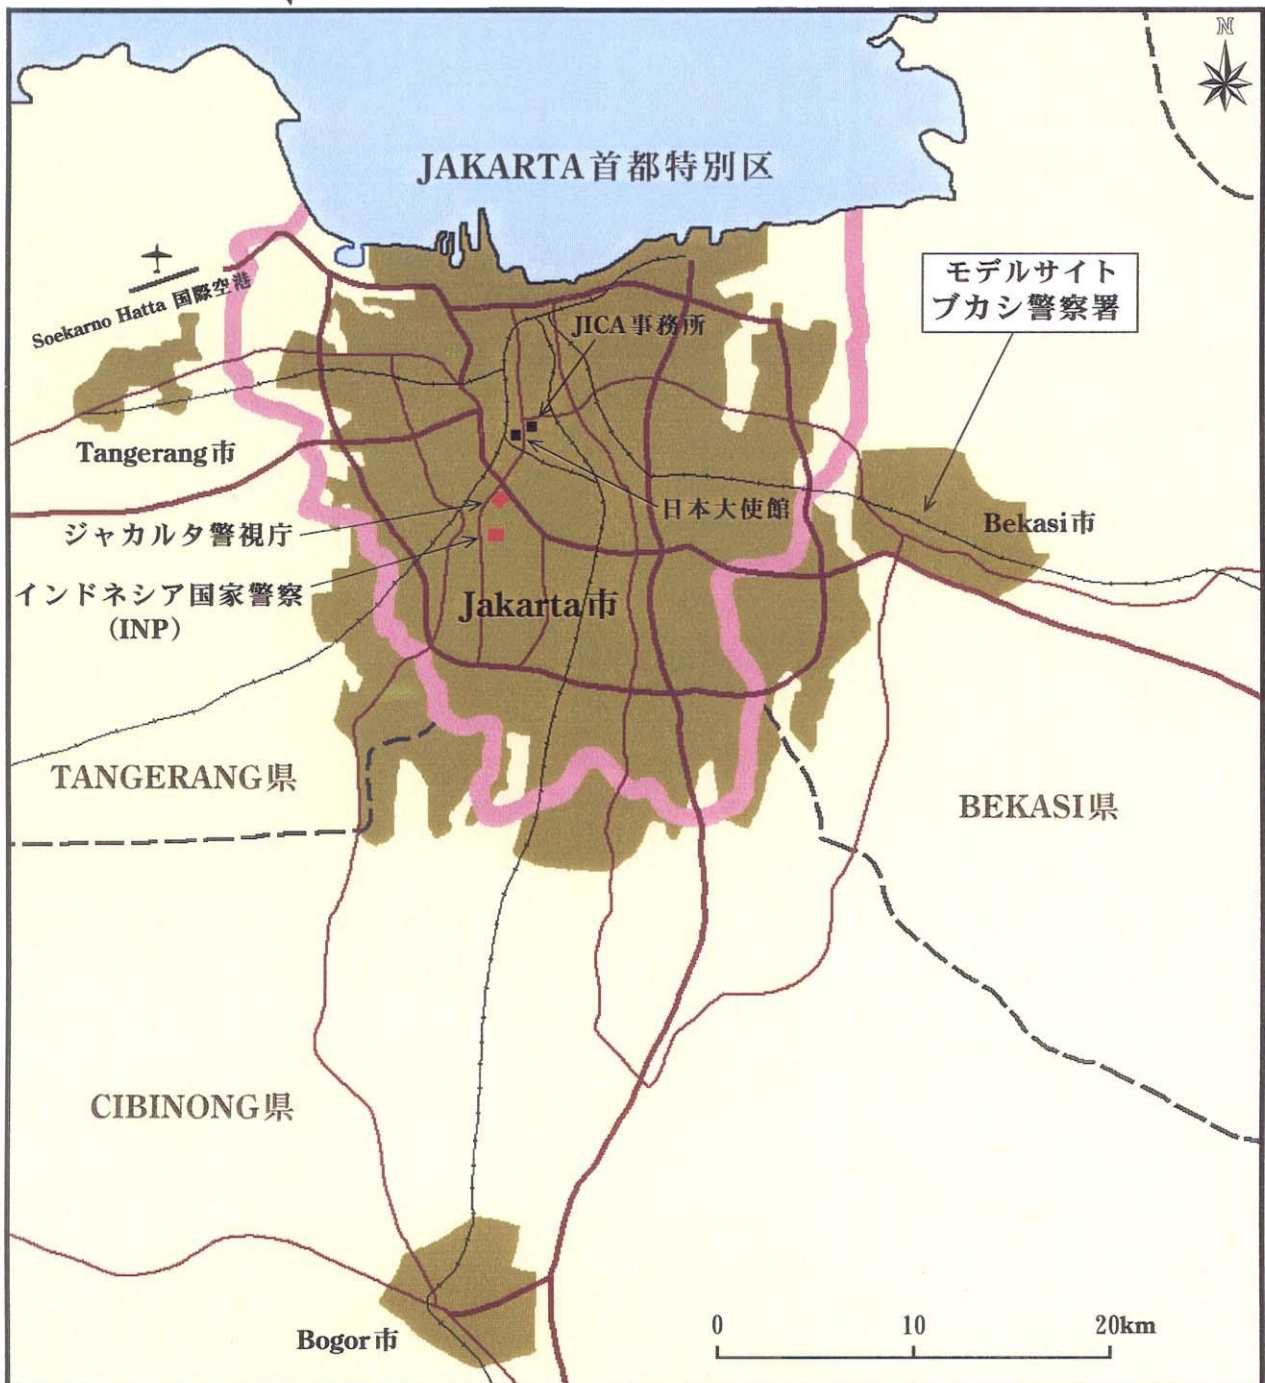 N
JAKARTA首都特別区
モデルサイト
ブカシ警察署
Soekarno Hatta 国際空港
JICA事務所
Tangerang市
日本大使館
Bekasi市
ジャカルタ警視庁
インドネシア国家警察
(INP)
Jakarta市
TANGERANG県
BEKASI県
CIBINONG県
Bogor市
0 10 20km